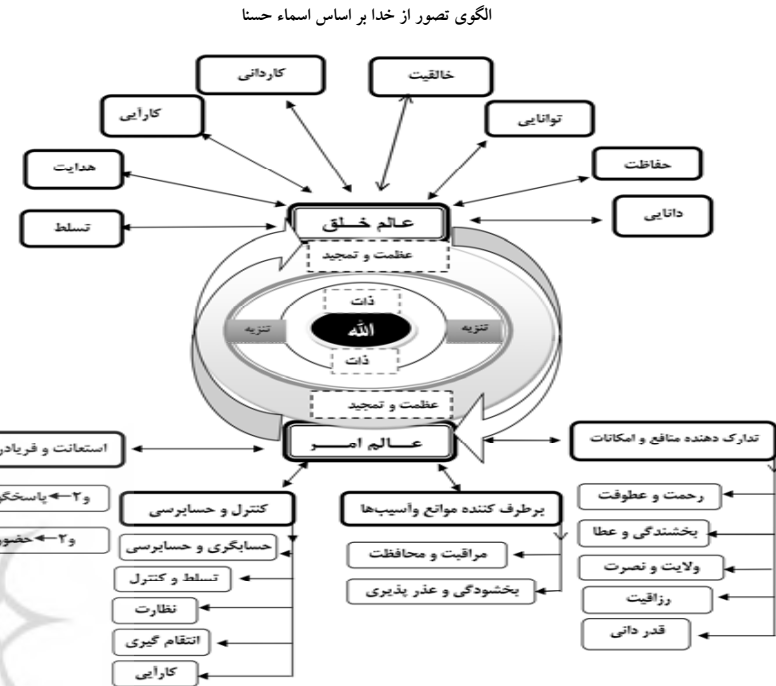 الگوی تصور از خدا بر اساس اسماء حسنا
خالقیت
کاردانی
توانایی
کارآیی
حفاظت
هدایت
دانایی
تسلط
عالم خلق
عظمت و تمجید
ذات
تنزیه
الله
تنزیه
ذات
عظمت و تمجید
عالم امر
تدارک دهنده منافع و امکانات
رحمت و عطوفت
بخشندگی و عطا
ولایت و نصرت
رزاقیت
قدر دانی
برطرف کننده موانع وآسیب‌ها
مراقبت و محافظت
بخشودگی و عذر پذیری
کنترل و حسابرسی
حسابگری و حسابرسی
تسلط و کنترل
نظارت
انتقام گیری
کارآیی
استعانت و
و۲
و۲